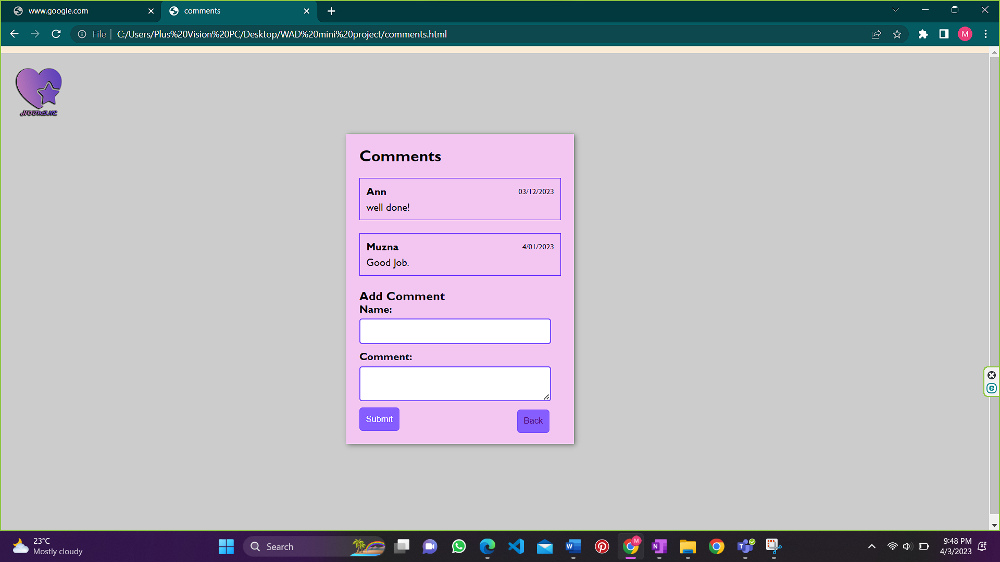 www.google.com
comments
File
C:/Users/Plus%20Vision%20PC/Desktop/WAD%20mini%20project/comments.html
M
Comments
Ann 03/12/2023
well done!
Muzna 4/01/2023
Good Job.
Add Comment
Name:
Comment:
Submit Back
23°C
Mostly cloudy
Search
9:48 PM
4/3/2023